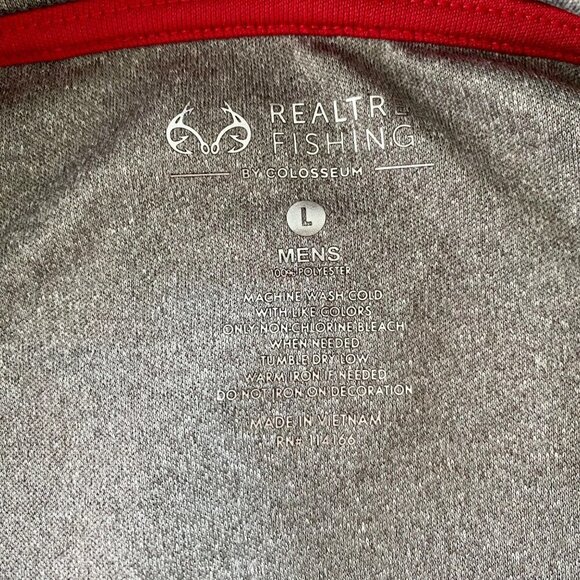 REALTRE
FISHING
BY COLOSSEUM
L
MENS
100% POLYESTER
MACHINE WASH COLD
WITH LIKE COLORS
ONLY NON-CHLORINE BLEACH
WHEN NEEDED
TUMBLE DRY LOW
WARM IRON IF NEEDED
DO NOT IRON ON DECORATION
MADE IN VIETNAM
RN# 114166